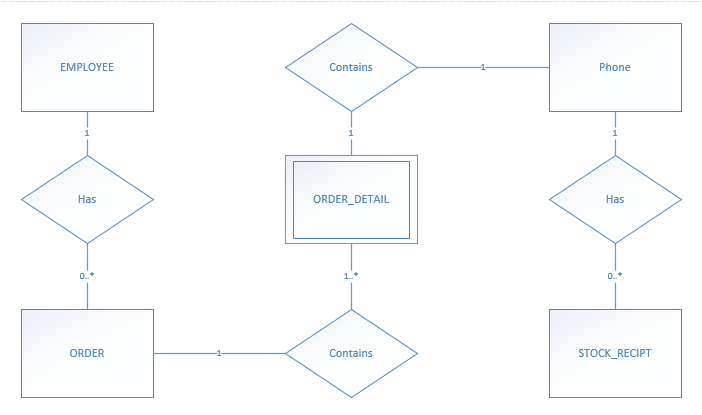 EMPLOYEE
Contains
1
Phone
1
1
1
Has
ORDER_DETAIL
Has
0..*
1..*
0..*
ORDER
1
Contains
STOCK_RECIPT